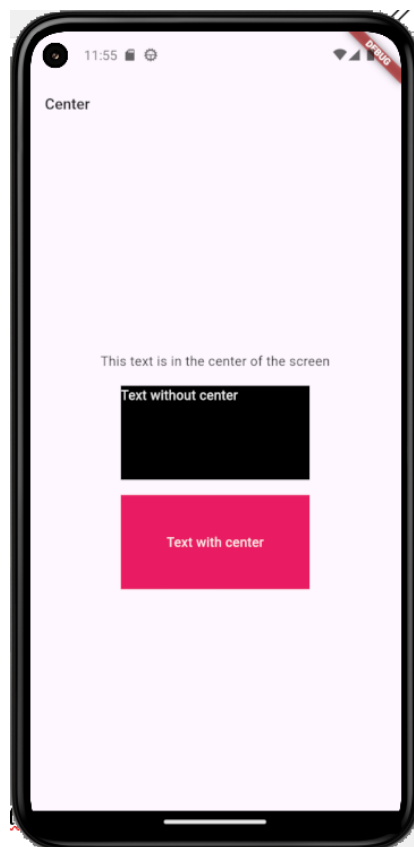 11:55
DEBUG
Center
This text is in the center of the screen
Text without center
Text with center